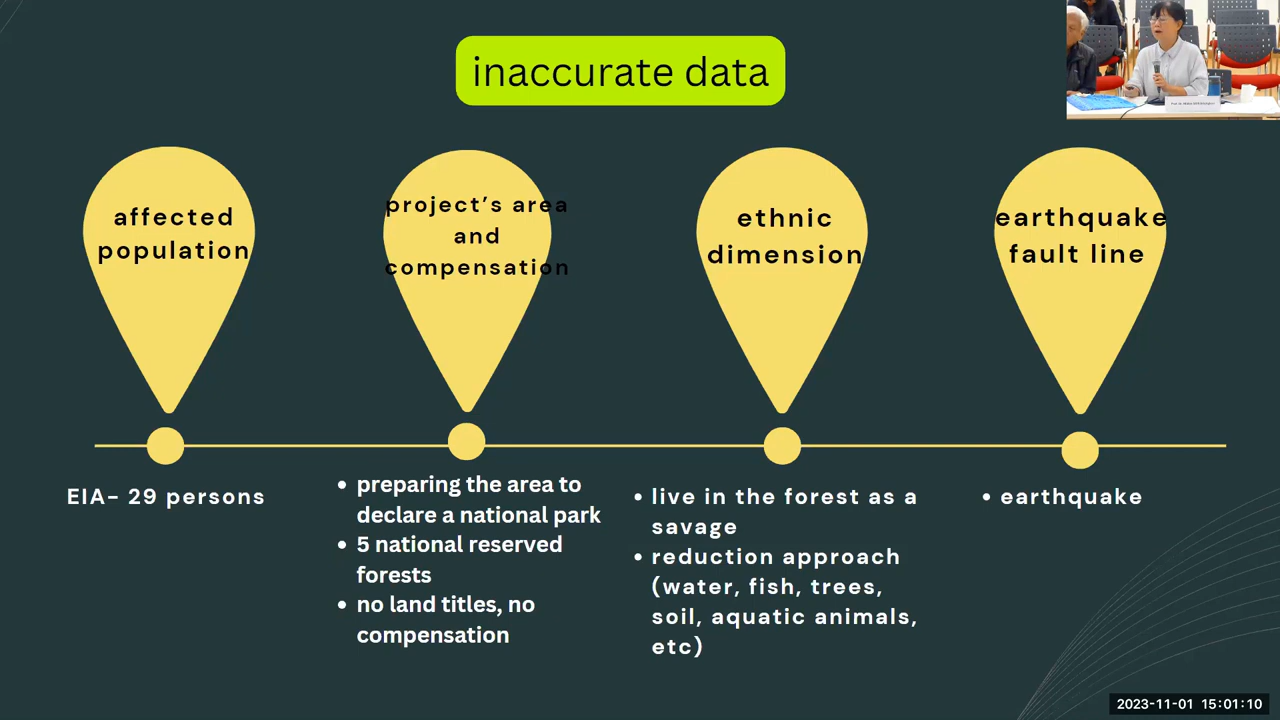 inaccurate data
affected
population
project’s area
and
compensation
ethnic
dimension
earthquake
fault line
EIA- 29 persons
• preparing the area to
declare a national park
• 5 national reserved
forests
• no land titles, no
compensation
• live in the forest as a
savage
• reduction approach
(water, fish, trees,
soil, aquatic animals,
etc)
• earthquake
2023-11-01 15:01:10